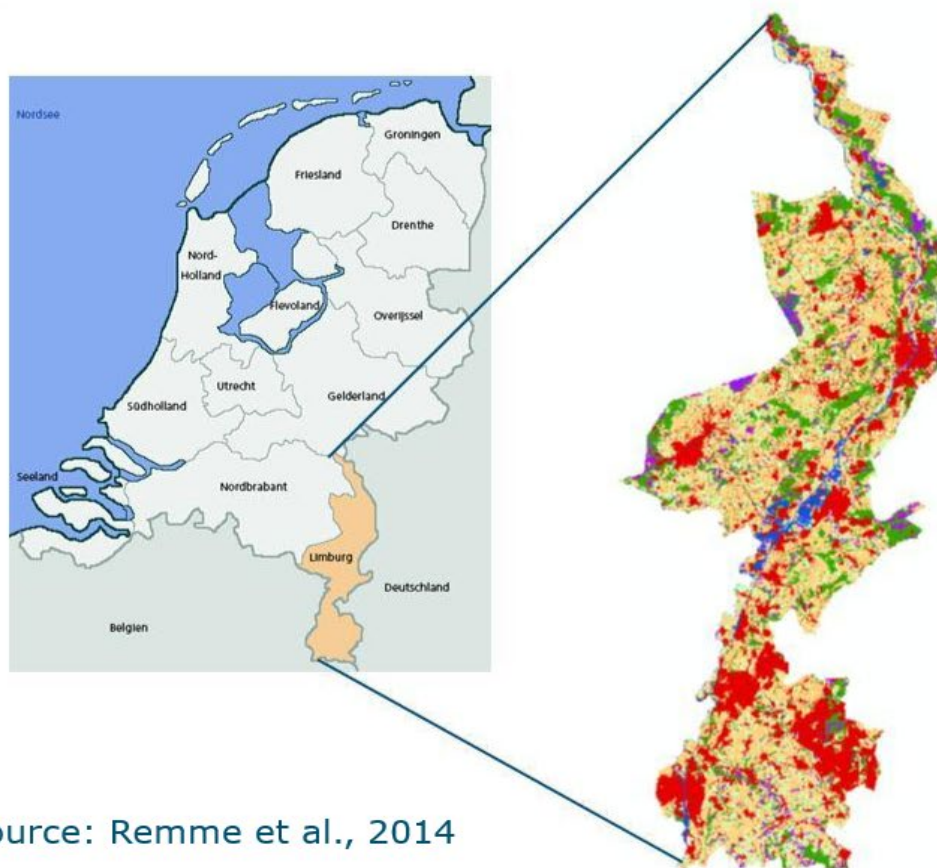 Nordsee
Groningen
Friesland
Drenthe
Nord-
Holland
Flevoland
Overijssel
Utrecht
Gelderland
Südholland
Seeland
Nordbrabant
Limburg
Deutschland
Belgien
ource: Remme et al., 2014